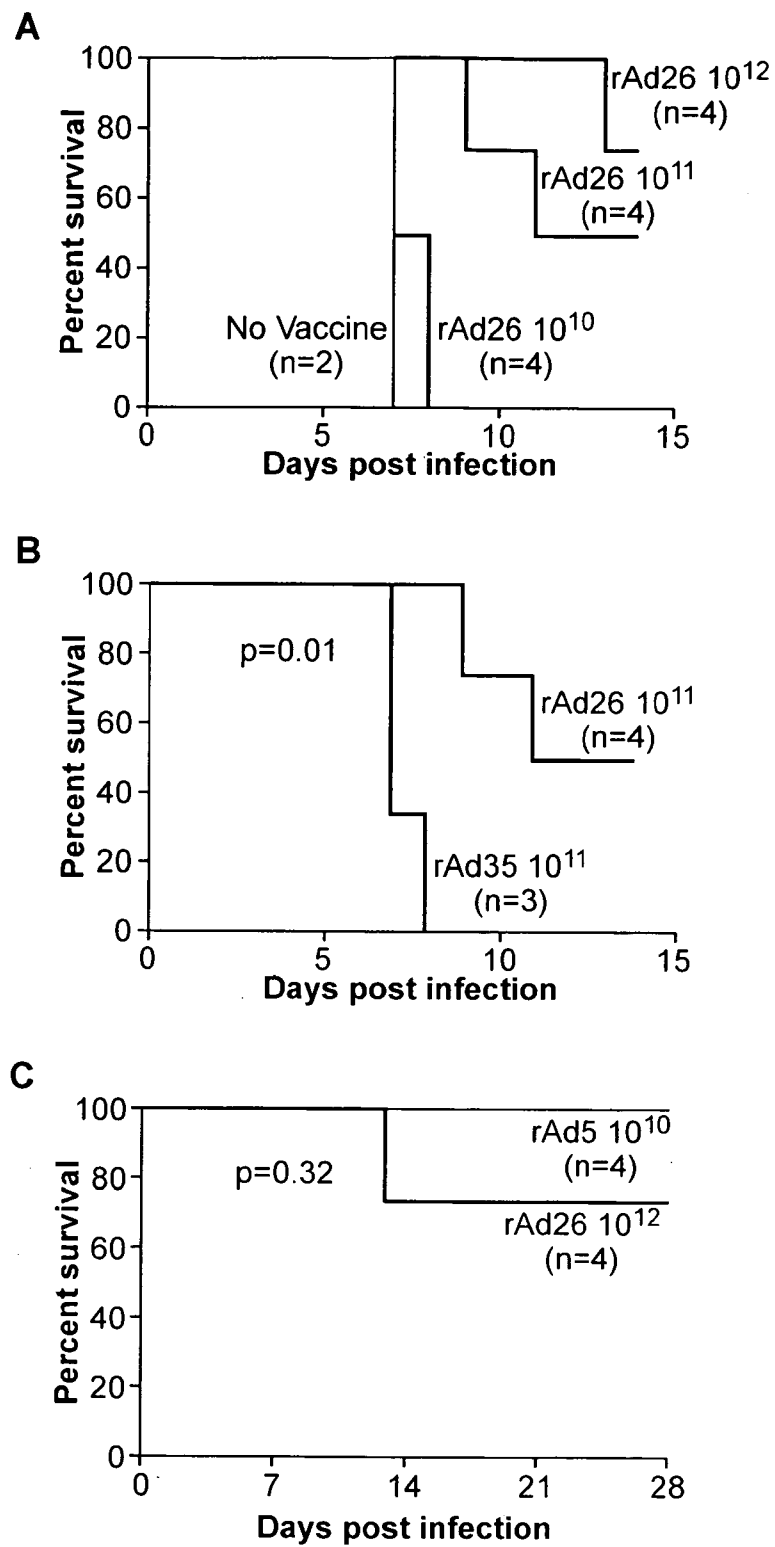 A
100
80
60
40
20
0
Percent survival
rAd26 10¹²
(n=4)
rAd26 10¹¹
(n=4)
No Vaccine
(n=2)
rAd26 10¹⁰
(n=4)
0 5 10 15
Days post infection
B
100
80
60
40
20
0
Percent survival
p=0.01
rAd26 10¹¹
(n=4)
rAd35 10¹¹
(n=3)
0 5 10 15
Days post infection
C
100
80
60
40
20
0
Percent survival
rAd5 10¹⁰
(n=4)
p=0.32
rAd26 10¹²
(n=4)
0 7 14 21 28
Days post infection